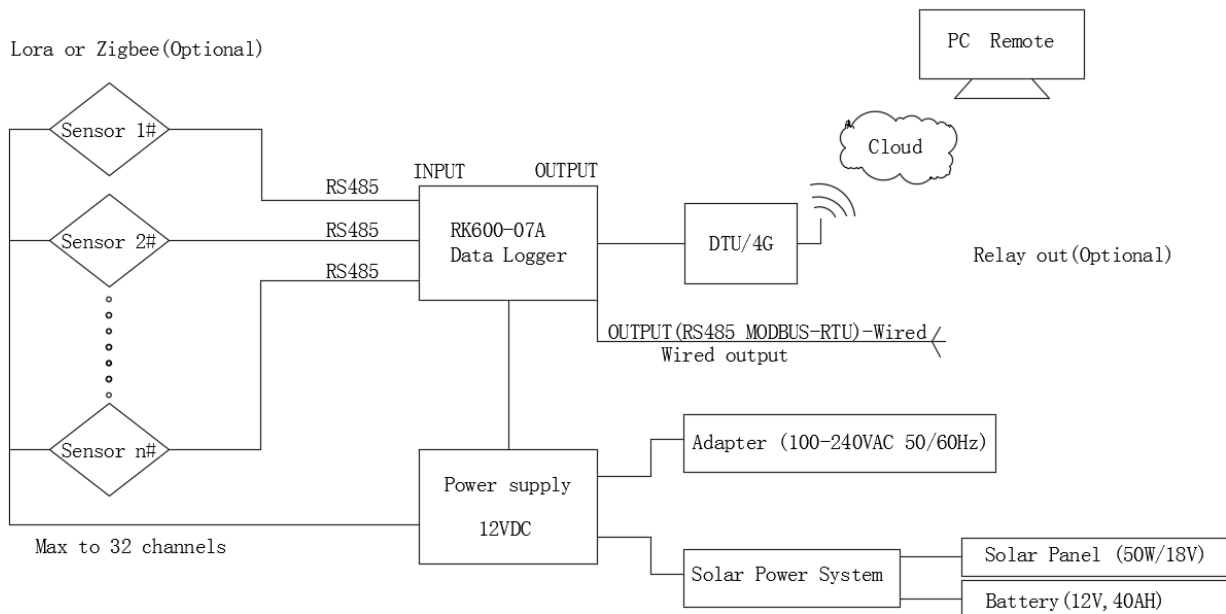 PC Remote
Lora or Zigbee(Optional)
Sensor 1#
Cloud
INPUT
OUTPUT
RS485
RS485
Sensor 2#
RK600-07A
Data Logger
DTU/4G
Relay out(Optional)
RS485
OUTPUT(RS485 MODBUS-RTU)-Wired
Wired output
Sensor n#
Adapter (100-240VAC 50/60Hz)
Power supply
12VDC
Max to 32 channels
Solar Power System
Solar Panel (50W/18V)
Battery(12V,40AH)